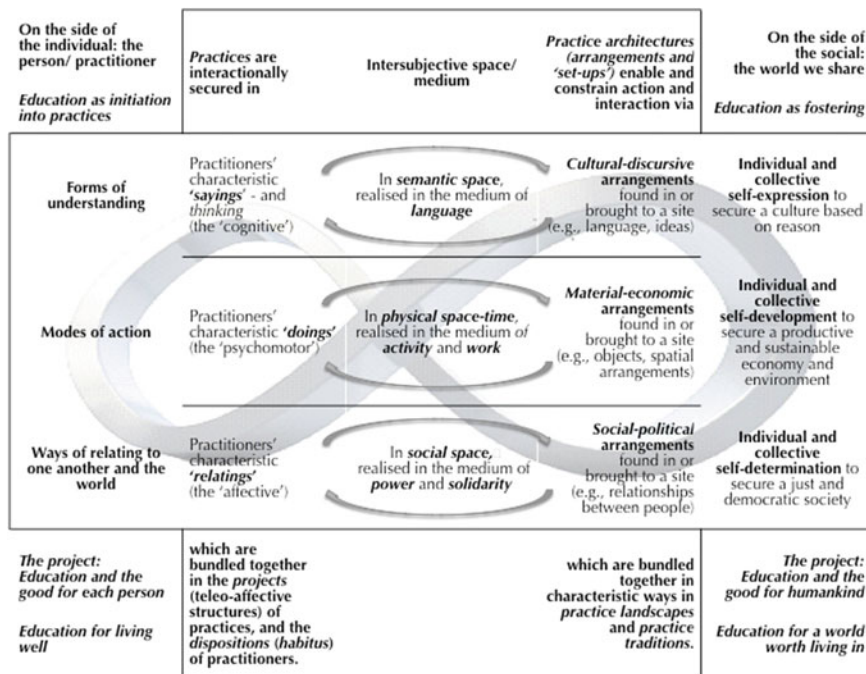 On the side of
the individual: the
person/ practitioner
Education as initiation
into practices
Practices are
interactionally
secured in
Intersubjective space/
medium
Practice architectures
(arrangements and
‘set-ups’) enable and
constrain action and
interaction via
On the side of
the social:
the world we share
Education as fostering
Forms of
understanding
Practitioners’
characteristic
‘sayings’ - and
thinking
(the ‘cognitive’)
In semantic space,
realised in the medium of
language
Cultural-discursive
arrangements
found in or
brought to a site
(e.g., language, ideas)
Individual and
collective
self-expression to
secure a culture based
on reason
Modes of action
Practitioners’
characteristic ‘doings’
(the ‘psychomotor’)
In physical space-time,
realised in the medium of
activity and work
Material-economic
arrangements
found in or
brought to a site
(e.g., objects, spatial
arrangements)
Individual and
collective
self-development to
secure a productive
and sustainable
economy and
environment
Ways of relating to
one another and the
world
Practitioners’
characteristic
‘relatings’
(the ‘affective’)
In social space,
realised in the medium of
power and solidarity
Social-political
arrangements
found in or
brought to a site
(e.g., relationships
between people)
Individual and
collective
self-determination to
secure a just and
democratic society
The project:
Education and the
good for each person
Education for living
well
which are
bundled together
in the projects
(teleo-affective
structures) of
practices, and the
dispositions (habitus)
of practitioners.
which are bundled
together in
characteristic ways in
practice landscapes
and practice
traditions.
The project:
Education and the
good for humankind
Education for a world
worth living in